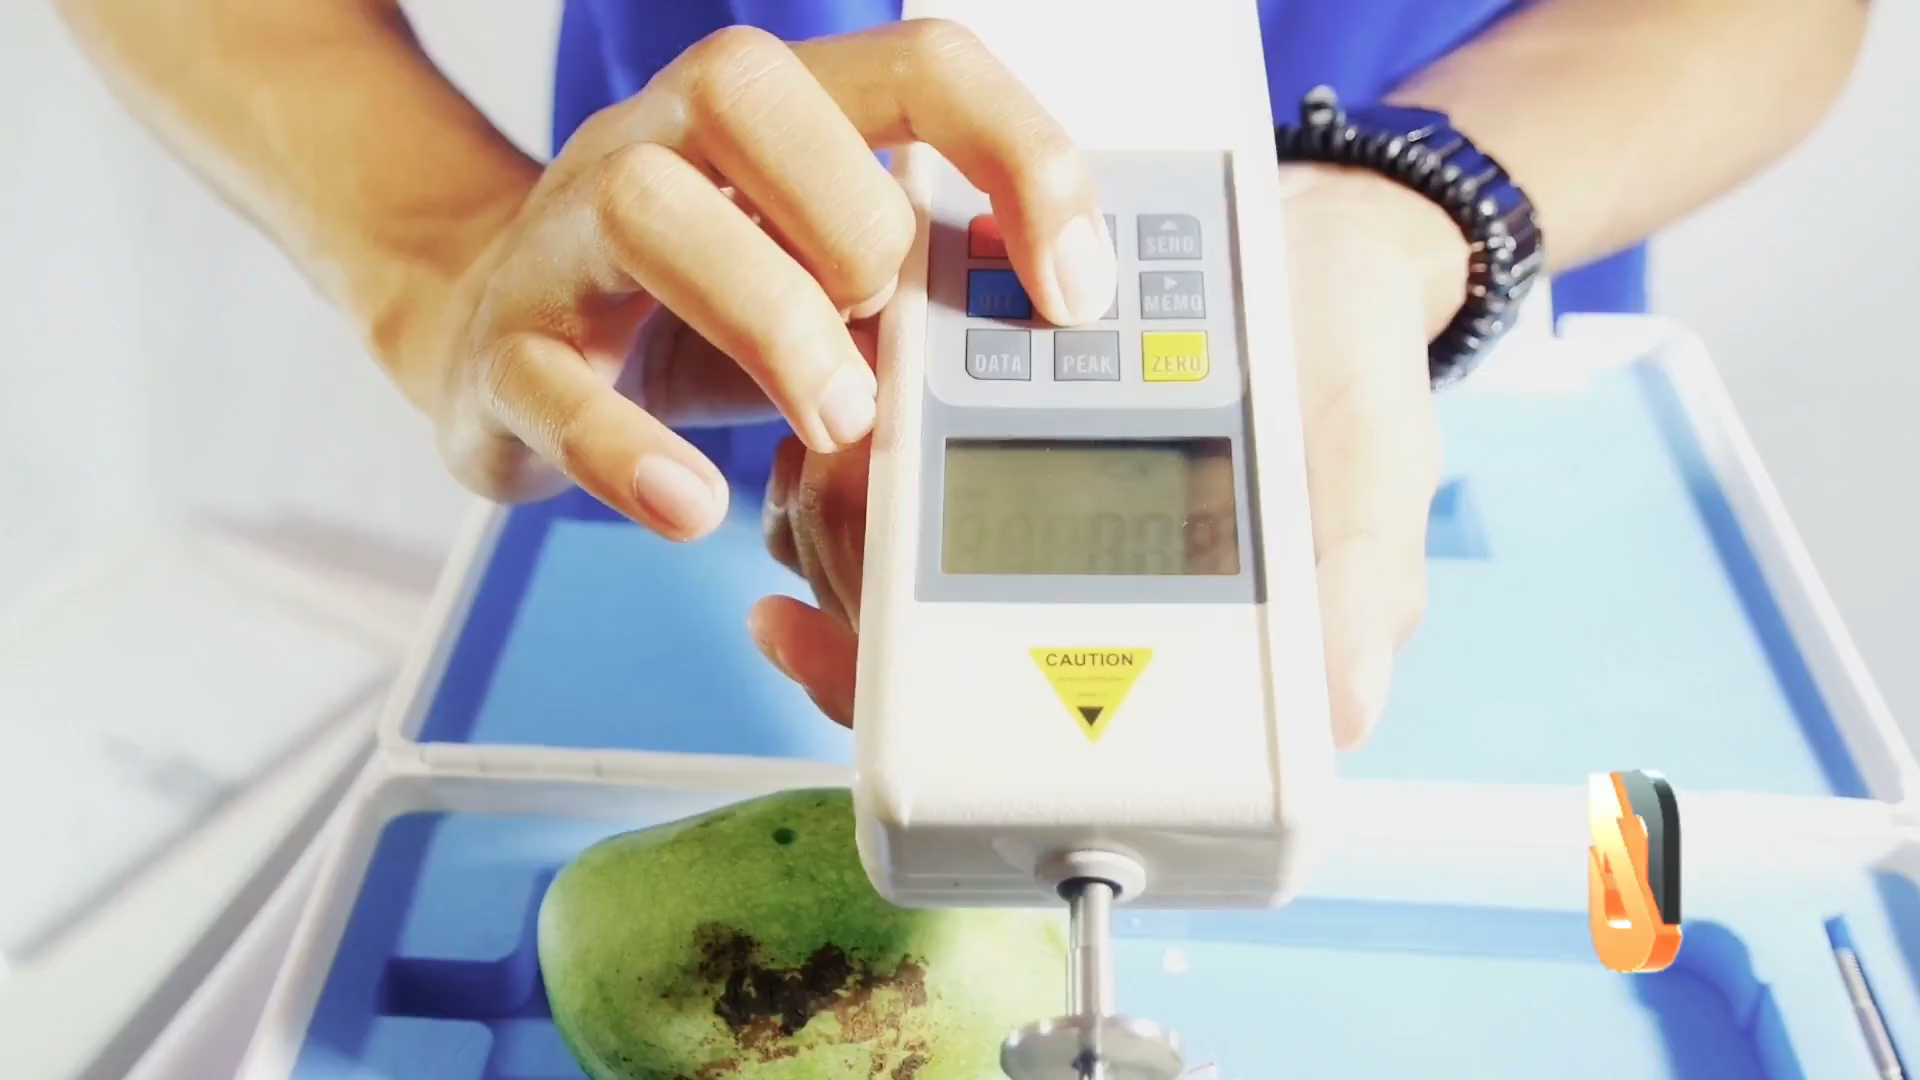 SEND
MEMO
DATA PEAK ZERO
CAUTION